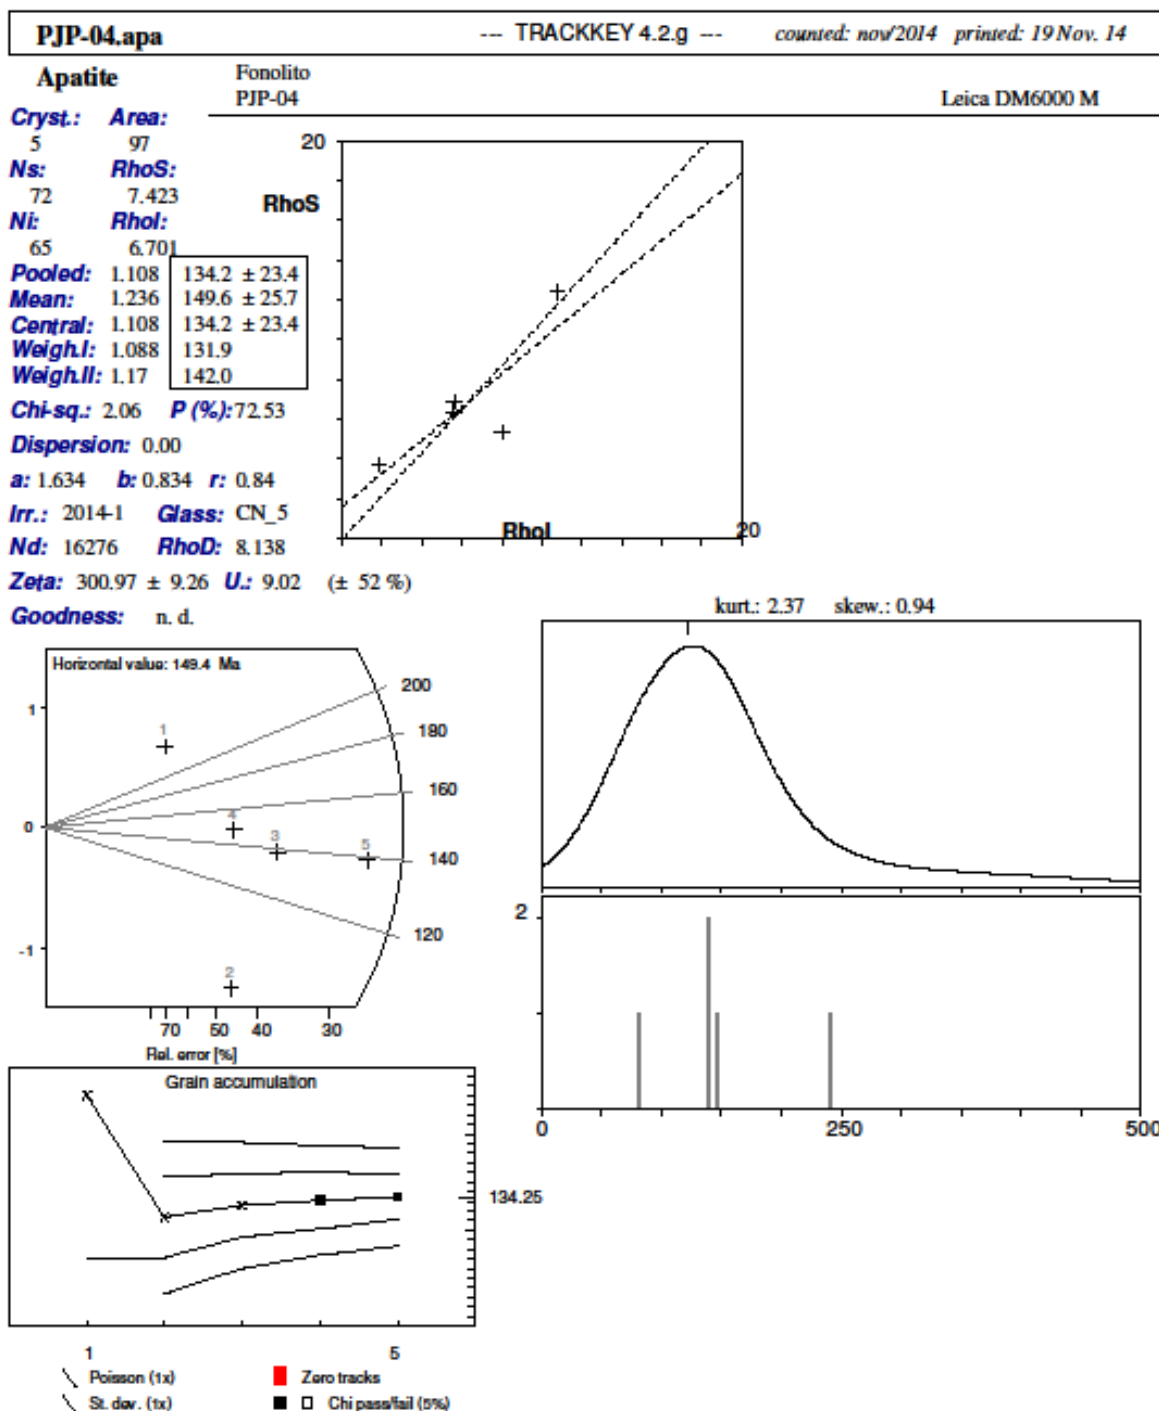 PJP-04.apa --- TRACKKEY 4.2.g --- counted: nov/2014 printed: 19 Nov. 14
Apatite Fonolito
PJP-04 Leica DM6000 M
Cryst.: Area:
5 97
Ns: RhoS:
72 7.423
Ni: RhoI:
65 6.701
Pooled: 1.108 134.2 ± 23.4
Mean: 1.236 149.6 ± 25.7
Central: 1.108 134.2 ± 23.4
Weigh.I: 1.088 131.9
Weigh.II: 1.17 142.0
Chi-sq.: 2.06 P (%): 72.53
Dispersion: 0.00
a: 1.634 b: 0.834 r: 0.84
Irr.: 2014-1 Glass: CN_5
Nd: 16276 RhoD: 8.138
Zeta: 300.97 ± 9.26 U.: 9.02 (± 52 %)
Goodness: n. d.
20
RhoS
RhoI
20
kurt.: 2.37 skew.: 0.94
Horizontal value: 149.4 Ma
200
1
1
180
160
4
0
3
5
140
120
-1
2
70 50 40 30
Rel. error [%]
2
0 250 500
Grain accumulation
134.25
1 5
Poisson (1x) Zero tracks
St. dev. (1x) Chi pass/fail (5%)